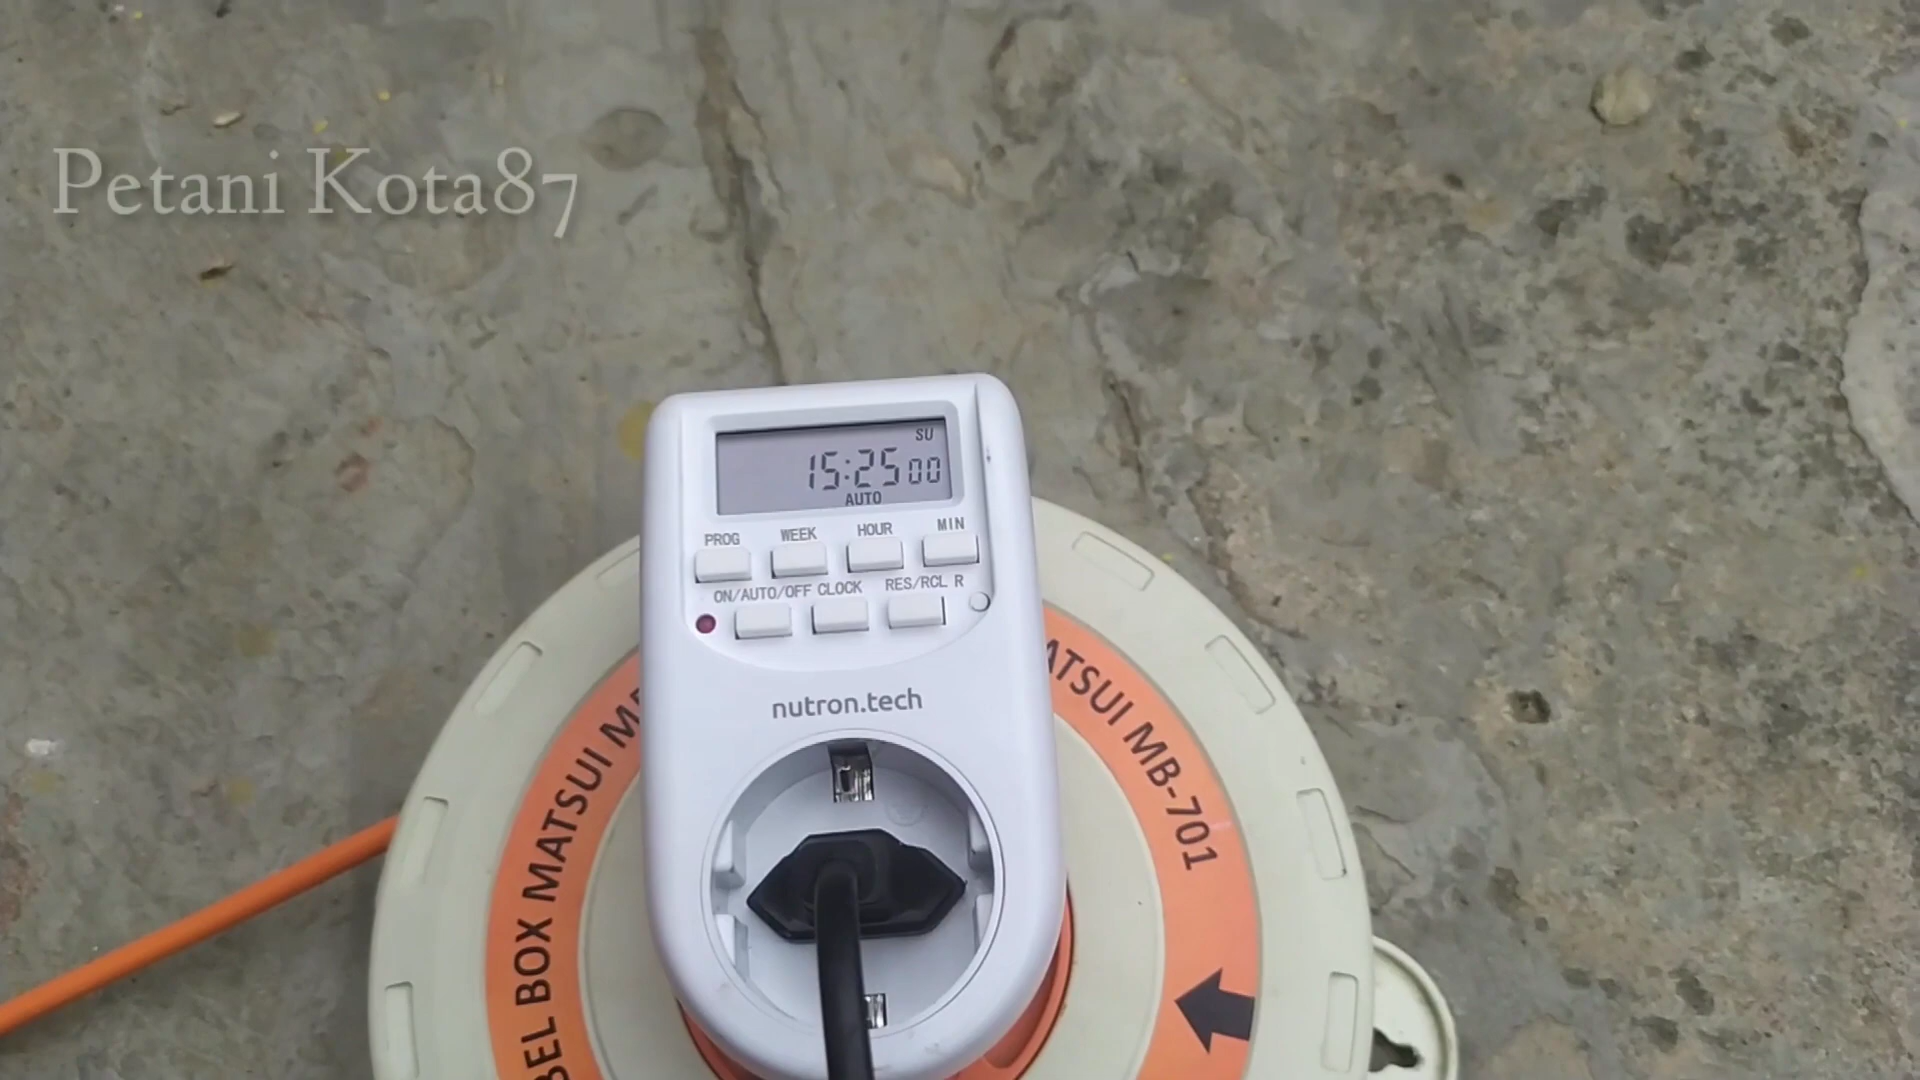 Petani Kota87
SU
15:25 00
AUTO
PROG WEEK HOUR MIN
ON/AUTO/OFF CLOCK RES/RCL R
nutron.tech
BEL BOX MATSUI
ATSUI MB-701